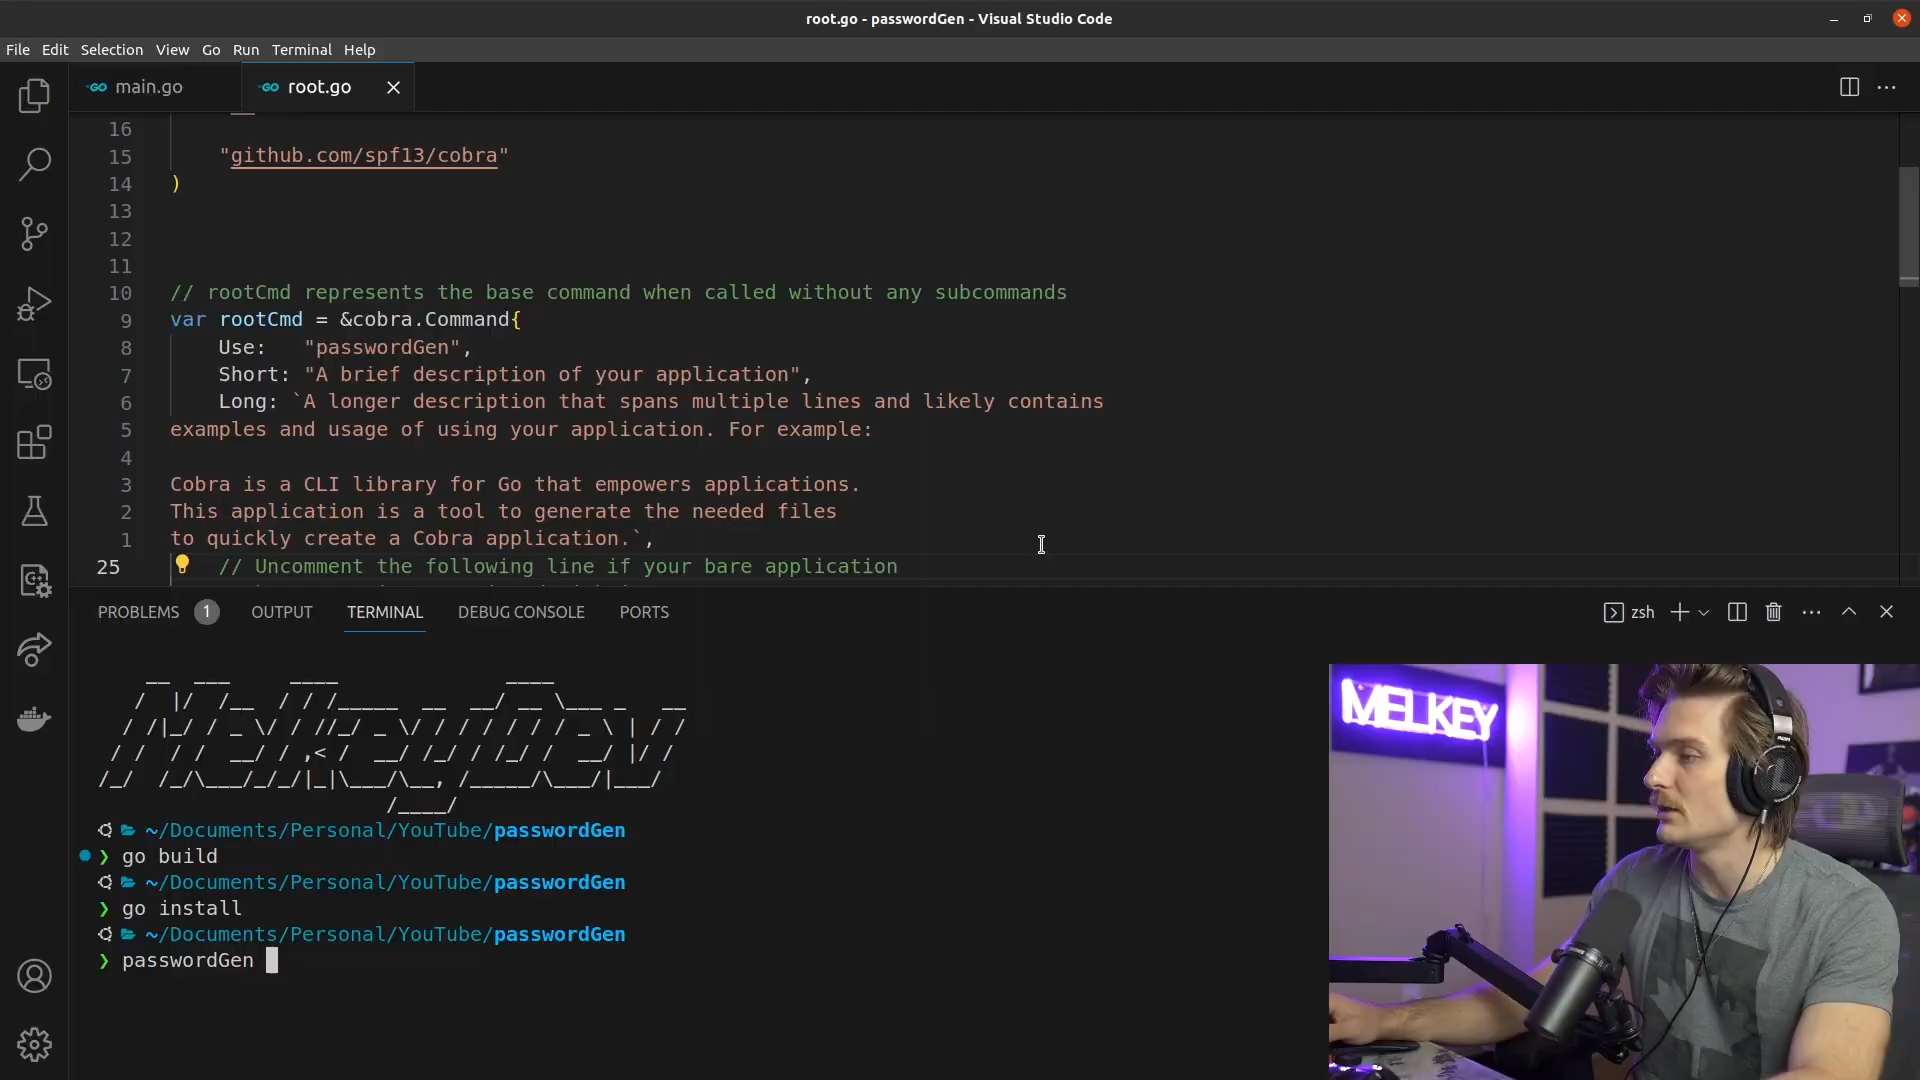 root.go - passwordGen - Visual Studio Code
File Edit Selection View Go Run Terminal Help
GO main.go GO root.go
16
15 "github.com/spf13/cobra"
14 )
13
12
11
10 // rootCmd represents the base command when called without any subcommands
9 var rootCmd = &cobra.Command{
8 Use: "passwordGen",
7 Short: "A brief description of your application",
6 Long: `A longer description that spans multiple lines and likely contains
5 examples and usage of using your application. For example:
4
3 Cobra is a CLI library for Go that empowers applications.
2 This application is a tool to generate the needed files
1 to quickly create a Cobra application.`,
25 // Uncomment the following line if your bare application
PROBLEMS 1 OUTPUT TERMINAL DEBUG CONSOLE PORTS
zsh
MelkeyDev
~/Documents/Personal/YouTube/passwordGen
❯ go build
~/Documents/Personal/YouTube/passwordGen
❯ go install
~/Documents/Personal/YouTube/passwordGen
❯ passwordGen
MELKEY